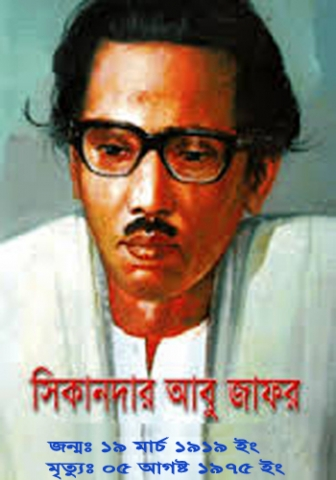 সিকানদার আবু জাফর
জন্মঃ ১৯ মার্চ ১৯১৯ ইং
মৃত্যুঃ ০৫ আগষ্ট ১৯৭৫ ইং